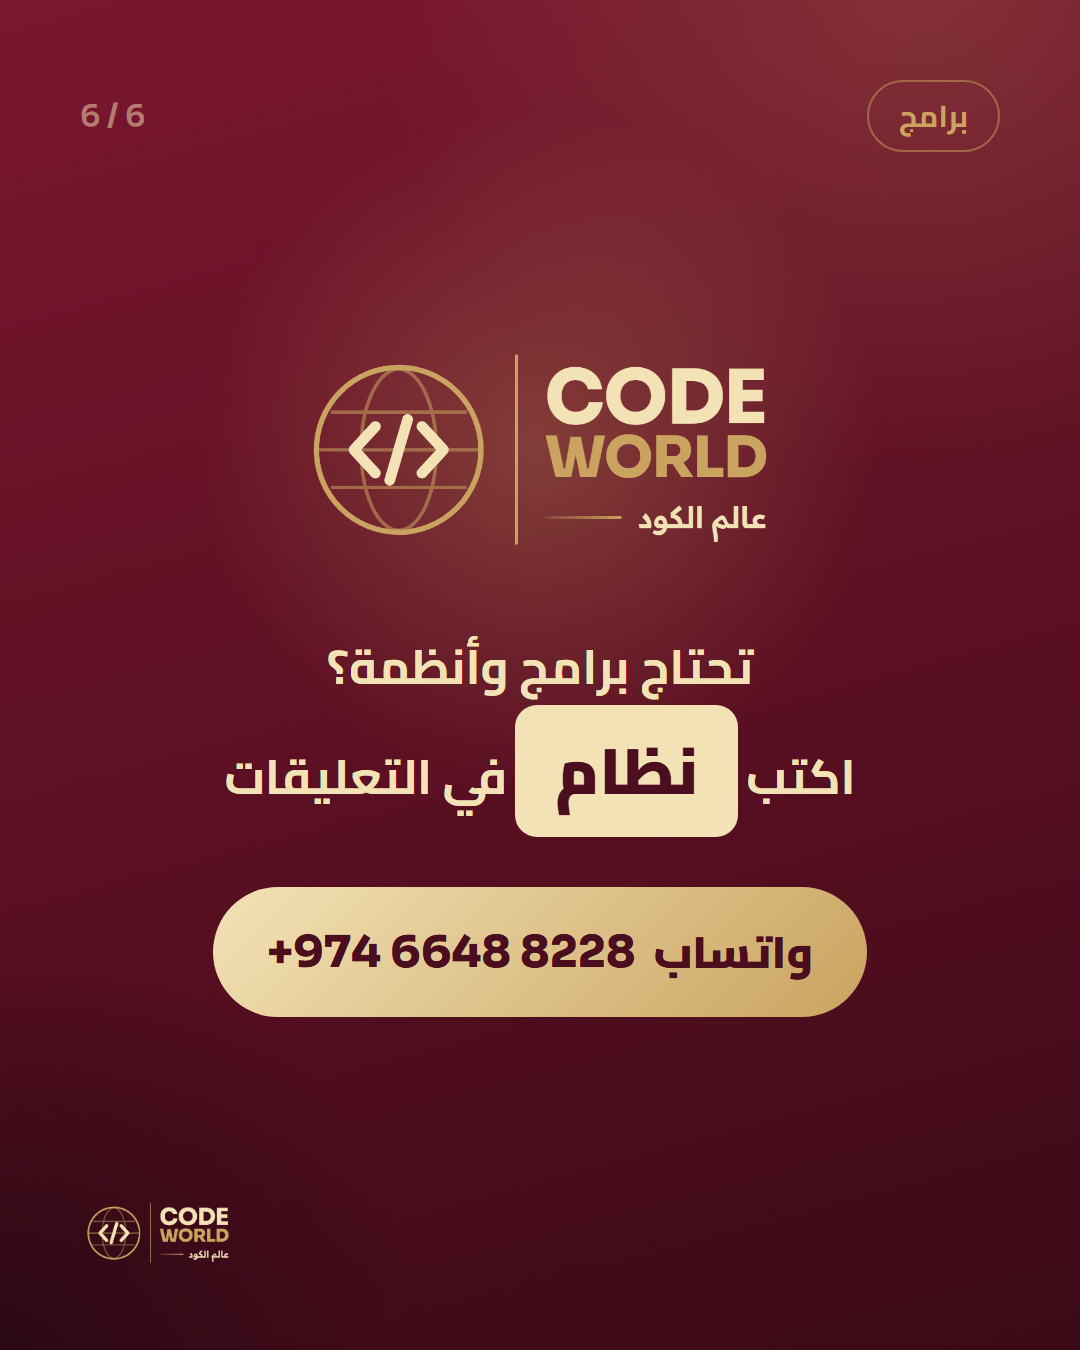 6/6
برامج
</>
CODE
WORLD
عالم الكود
تحتاج برامج وأنظمة؟
اكتب نظام في التعليقات
واتساب +974 6648 8228
</>
CODE
WORLD
عالم الكود